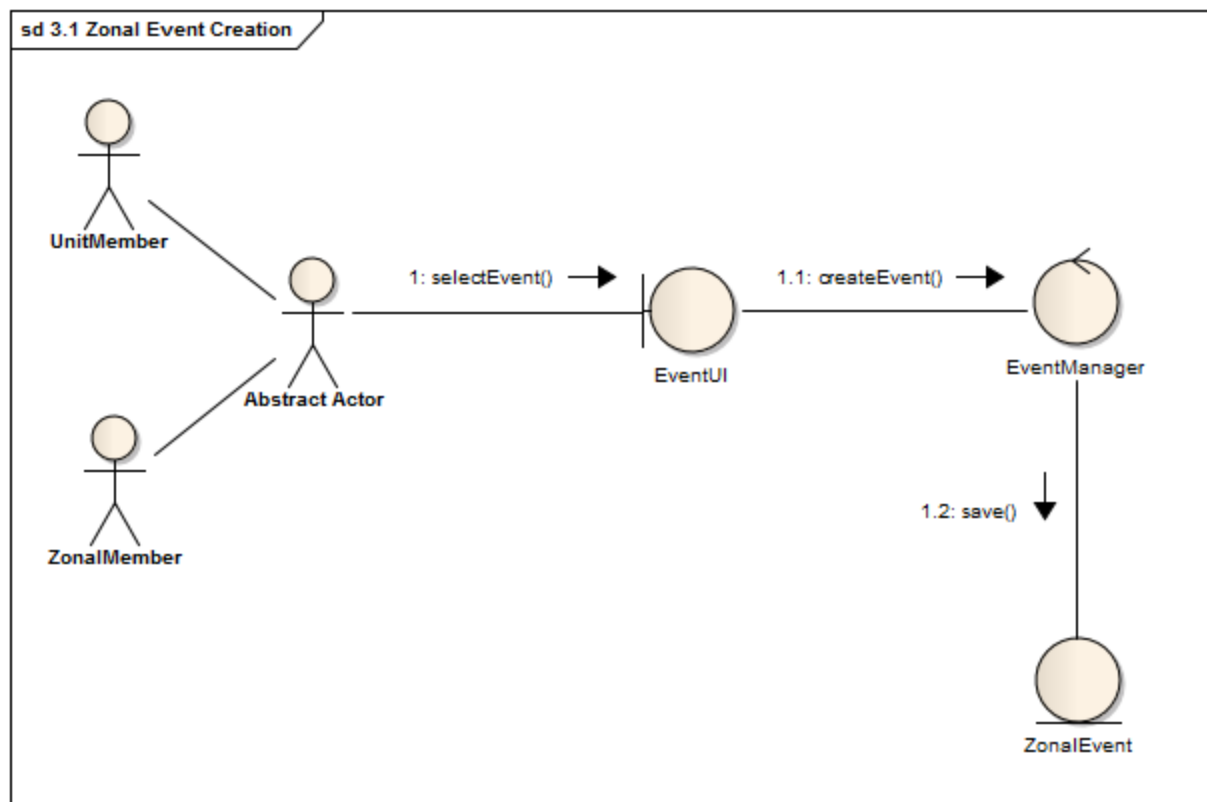 sd 3.1 Zonal Event Creation
UnitMember
1: selectEvent()
1.1: createEvent()
EventUI
EventManager
Abstract Actor
1.2: save()
ZonalMember
ZonalEvent